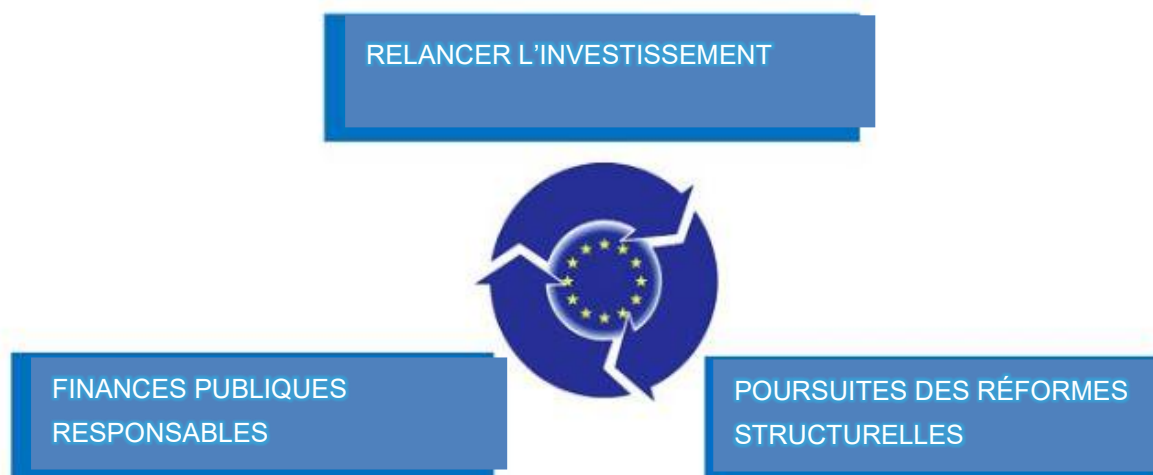 RELANCER L’INVESTISSEMENT
FINANCES PUBLIQUES
RESPONSABLES
POURSUITES DES RÉFORMES
STRUCTURELLES